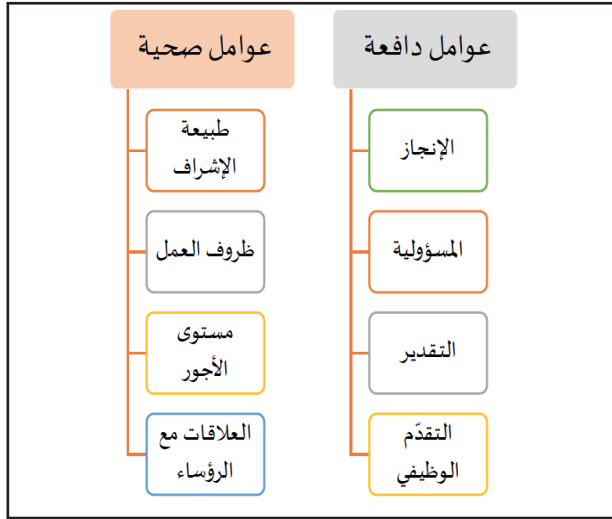 عوامل دافعة
الإنجاز
المسؤولية
التقدير
التقدّم
الوظيفي
عوامل صحية
طبيعة
الإشراف
ظروف العمل
مستوى
الأجور
العلاقات مع
الرؤساء